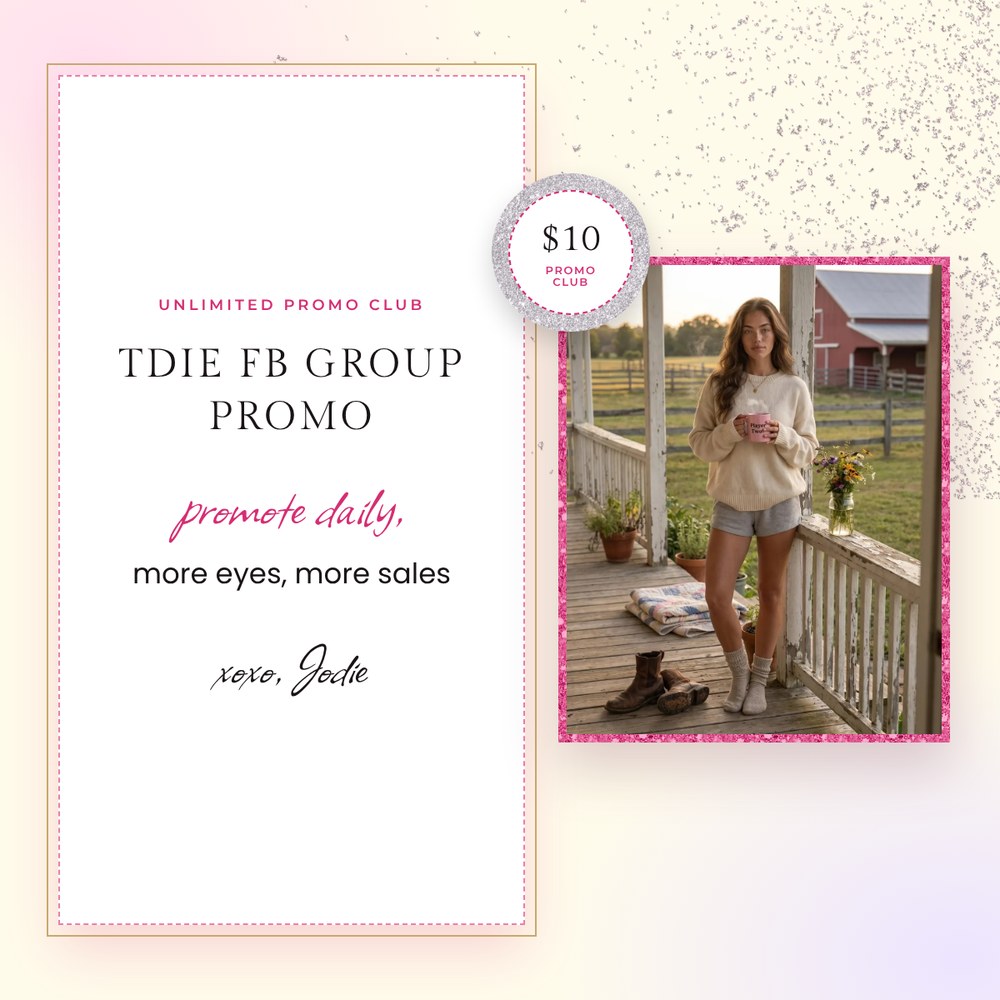 UNLIMITED PROMO CLUB
TDIE FB GROUP
PROMO
promote daily,
more eyes, more sales
xoxo, Jodie
$10
PROMO
CLUB